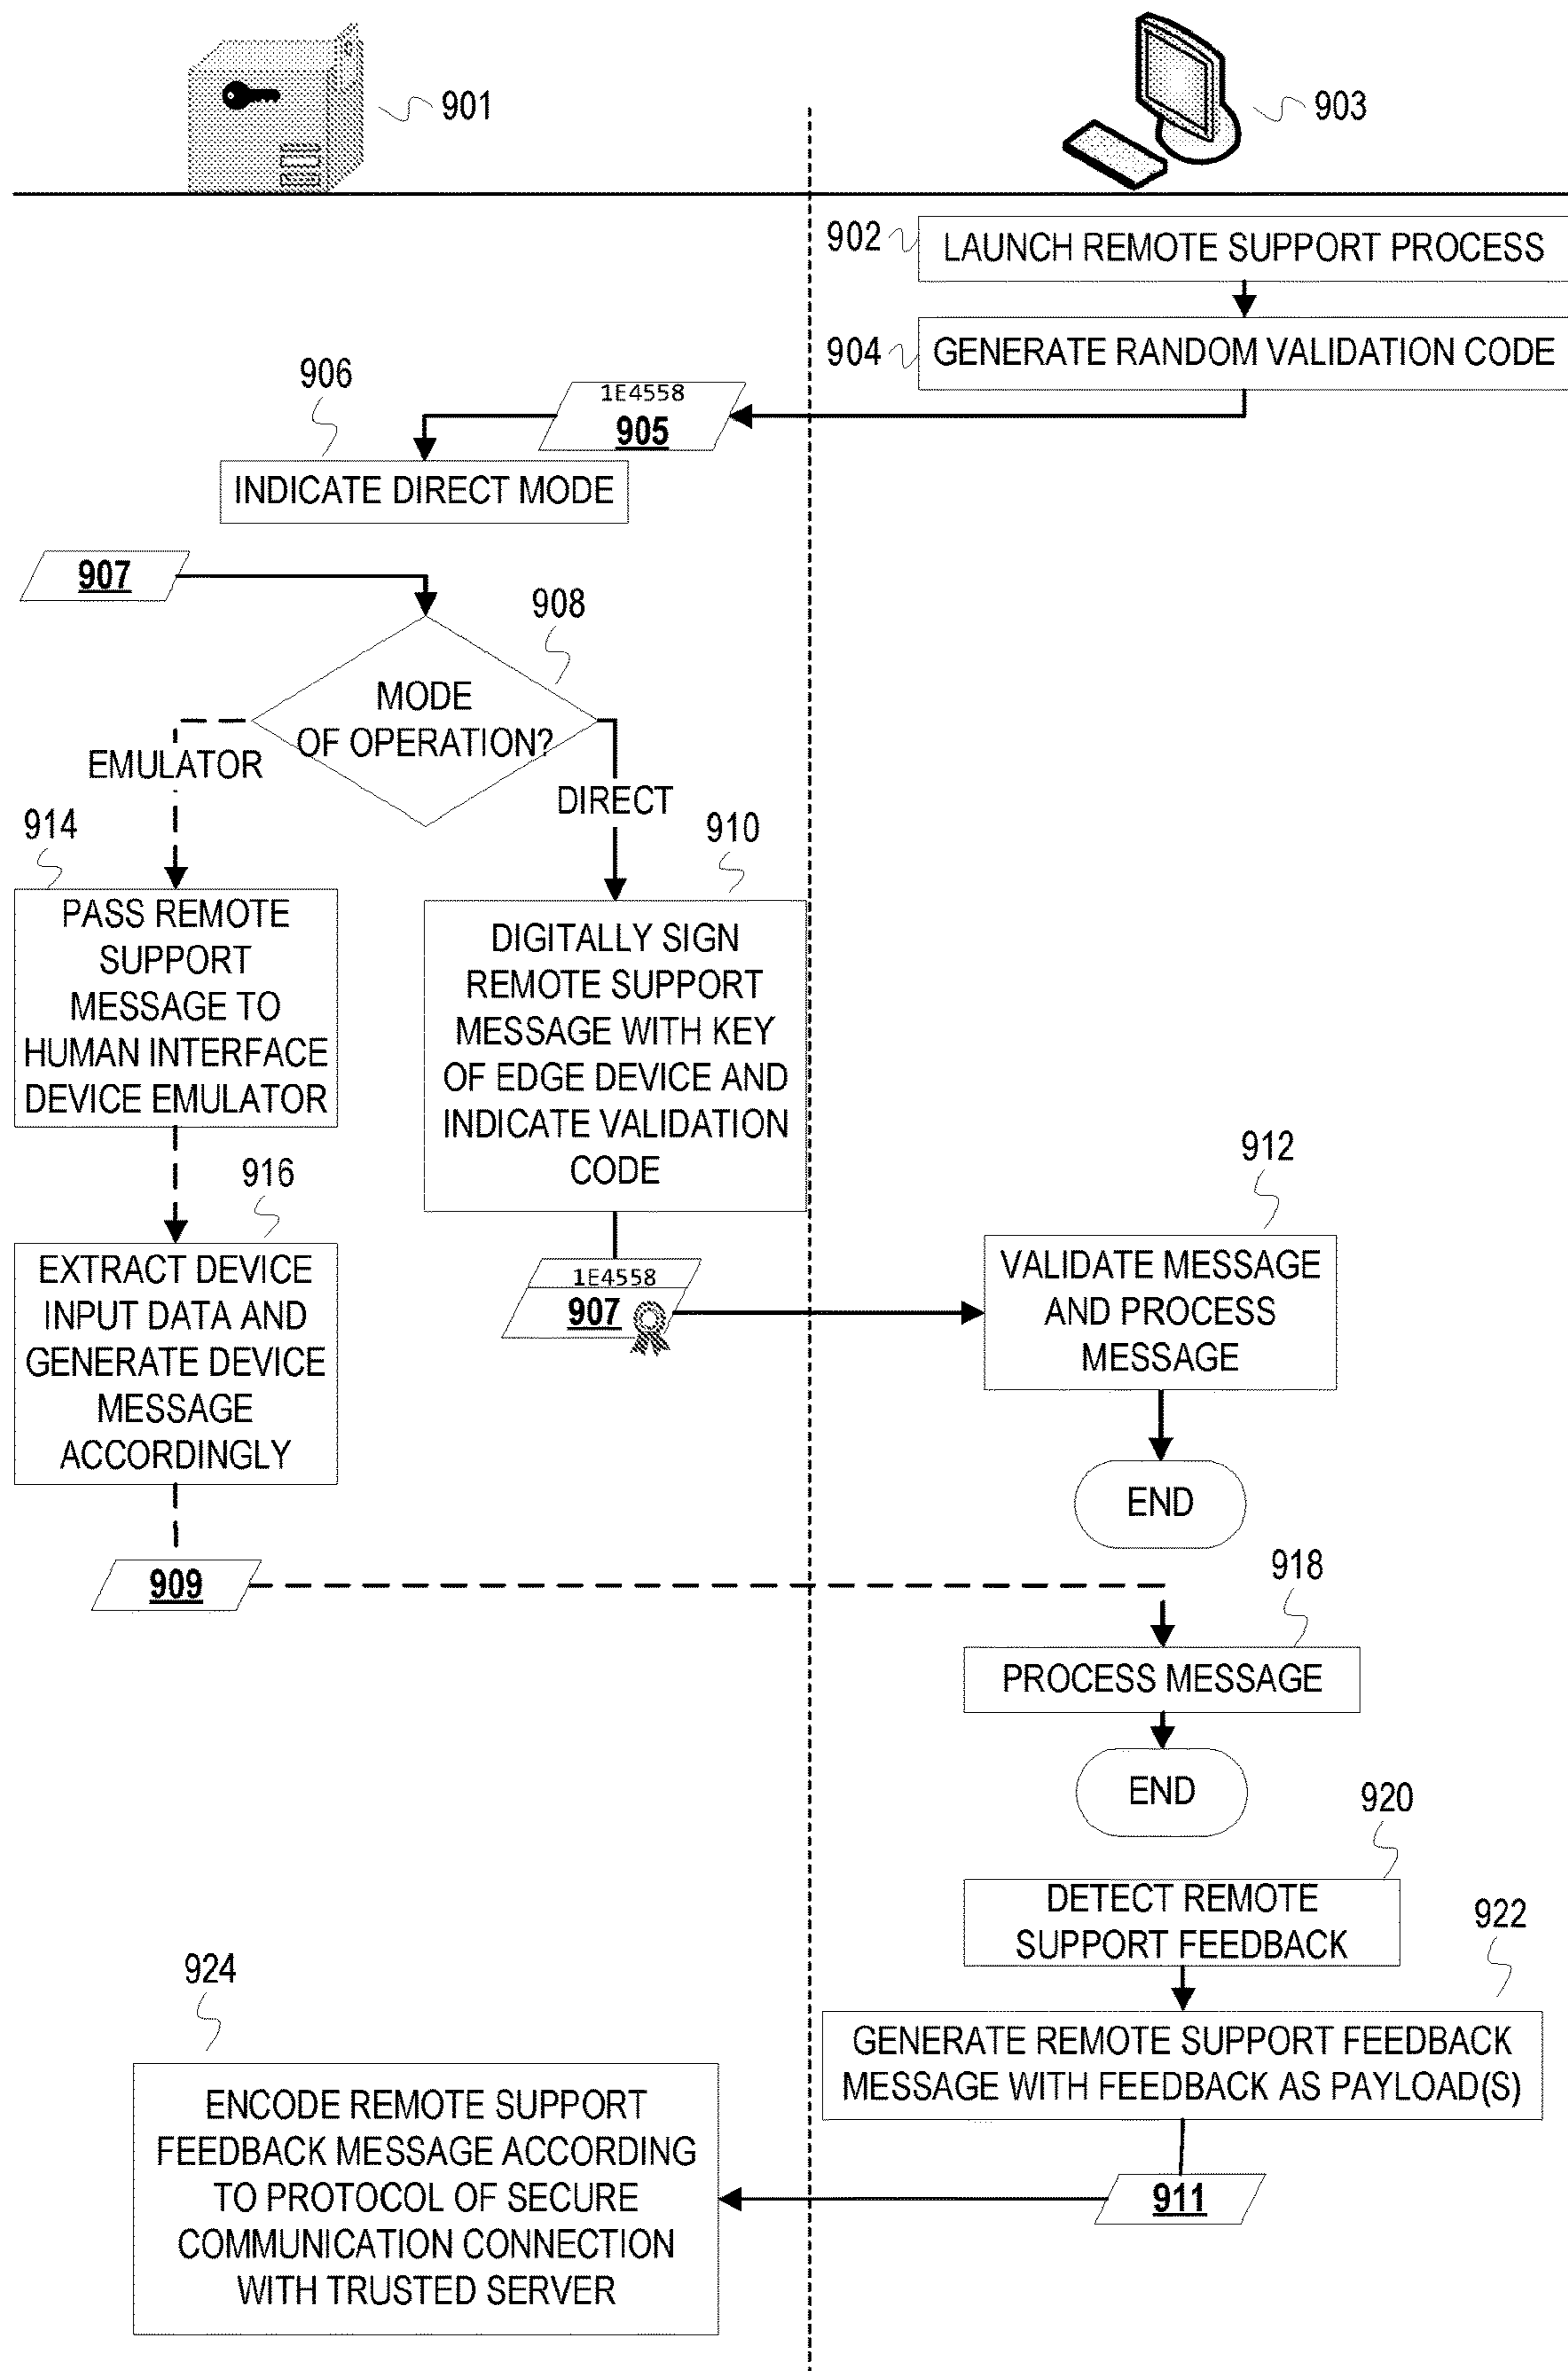 901
903
902
LAUNCH REMOTE SUPPORT PROCESS
904
GENERATE RANDOM VALIDATION CODE
906
1E4558
905
INDICATE DIRECT MODE
907
908
MODE
OF OPERATION?
EMULATOR
DIRECT
914
910
PASS REMOTE
SUPPORT
MESSAGE TO
HUMAN INTERFACE
DEVICE EMULATOR
DIGITALLY SIGN
REMOTE SUPPORT
MESSAGE WITH KEY
OF EDGE DEVICE AND
INDICATE VALIDATION
CODE
916
912
EXTRACT DEVICE
INPUT DATA AND
GENERATE DEVICE
MESSAGE
ACCORDINGLY
1E4558
907
VALIDATE MESSAGE
AND PROCESS
MESSAGE
END
909
918
PROCESS MESSAGE
END
920
DETECT REMOTE
SUPPORT FEEDBACK
922
GENERATE REMOTE SUPPORT FEEDBACK
MESSAGE WITH FEEDBACK AS PAYLOAD(S)
924
ENCODE REMOTE SUPPORT
FEEDBACK MESSAGE ACCORDING
TO PROTOCOL OF SECURE
COMMUNICATION CONNECTION
WITH TRUSTED SERVER
911